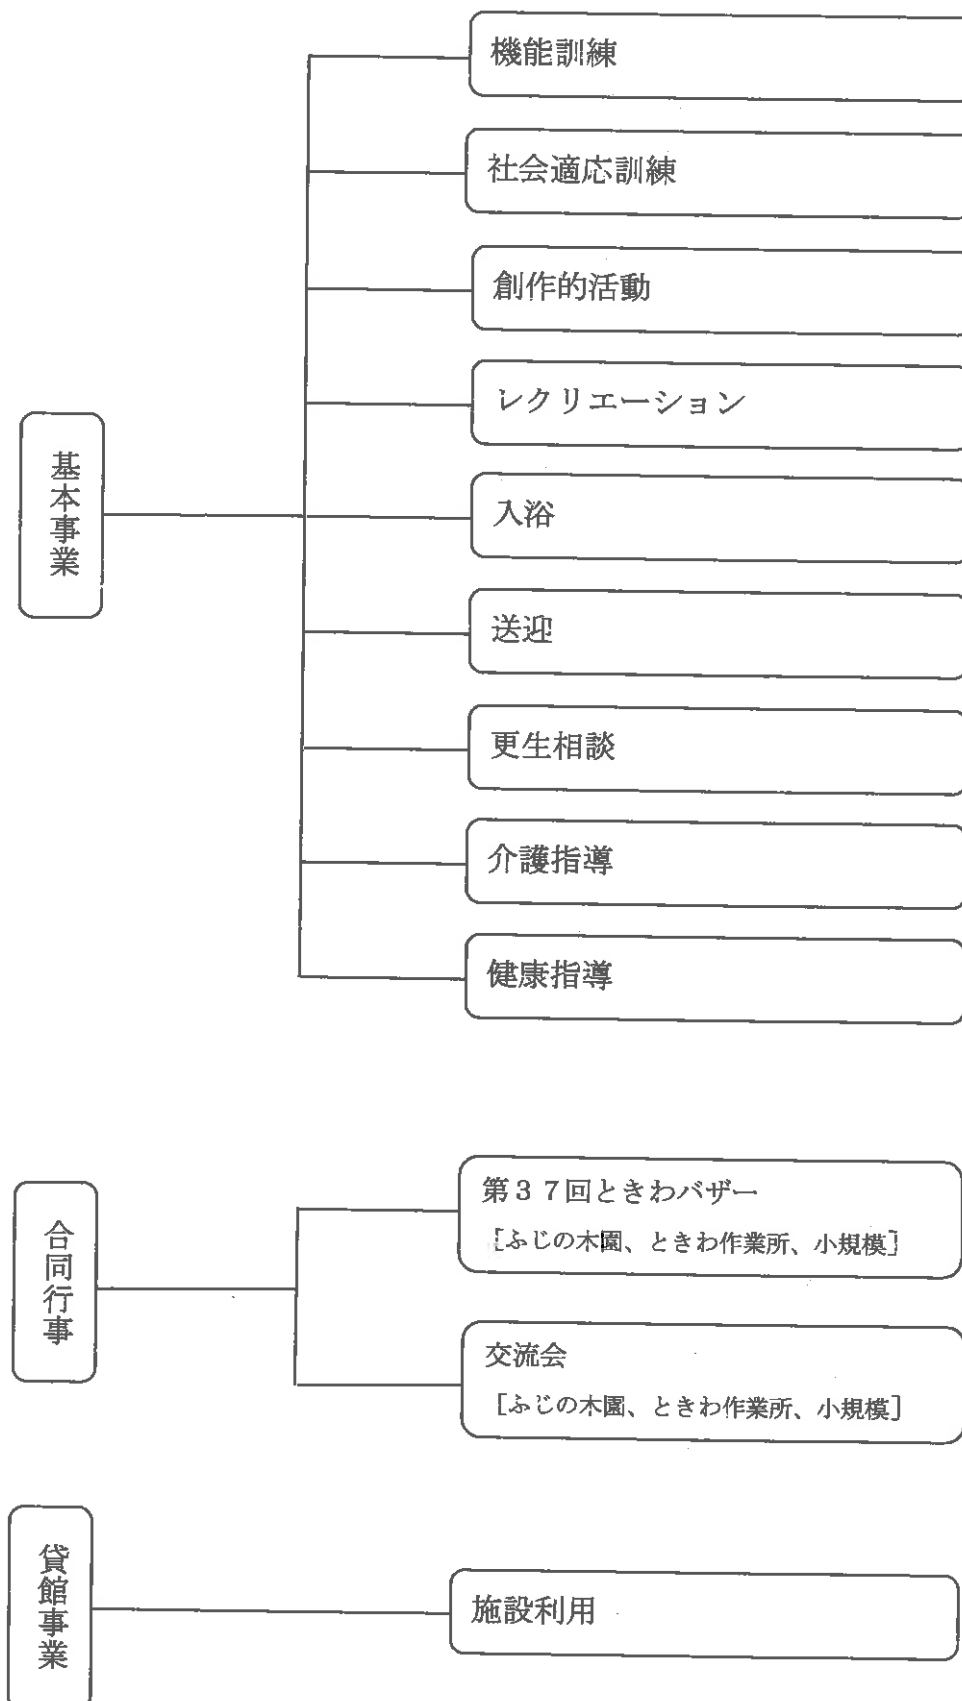 基本事業
機能訓練
社会適応訓練
創作的活動
レクリエーション
入浴
送迎
更生相談
介護指導
健康指導
合同行事
第３７回ときわバザー
［ふじの木園、ときわ作業所、小規模］
交流会
［ふじの木園、ときわ作業所、小規模］
貸館事業
施設利用